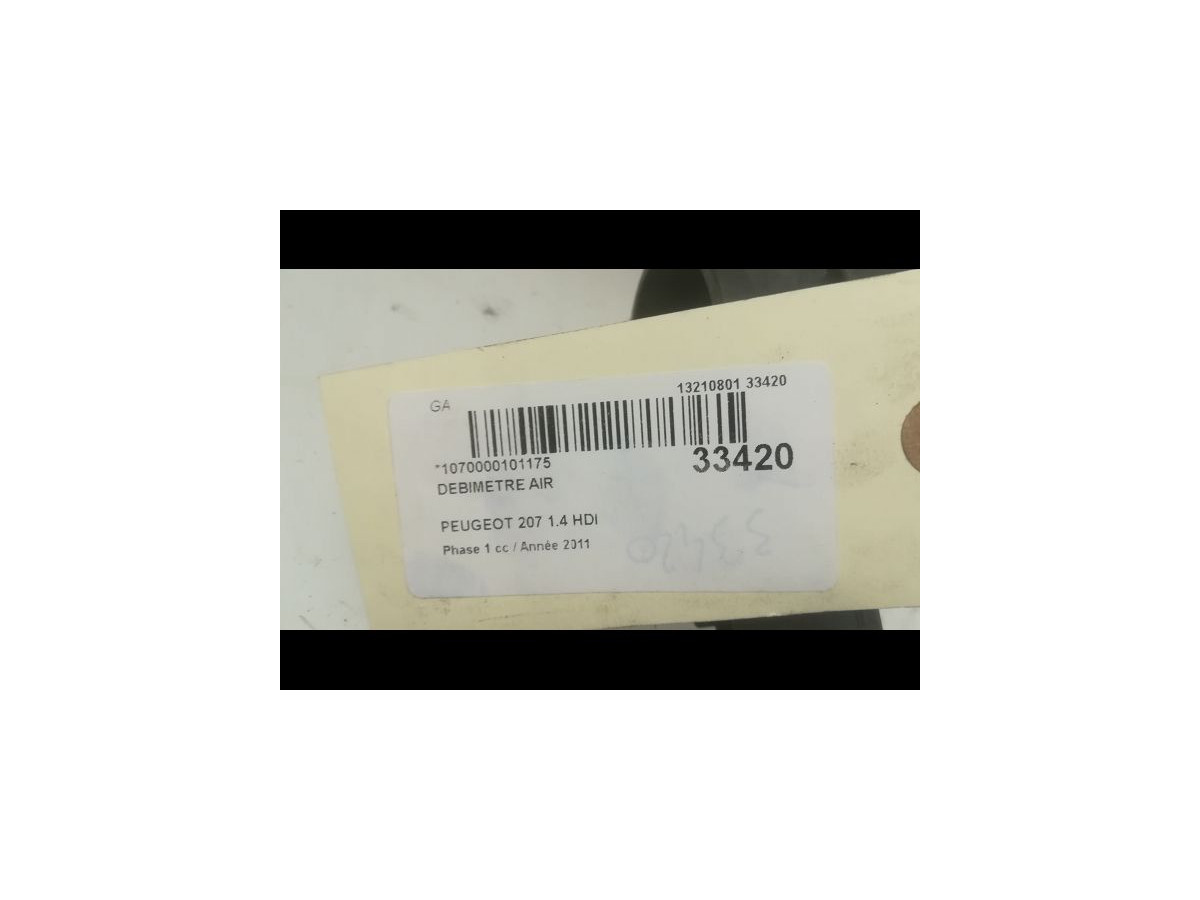 GA
13210801 33420
*1070000101175
33420
DEBIMETRE AIR
PEUGEOT 207 1.4 HDI
Phase 1 cc / Année 2011